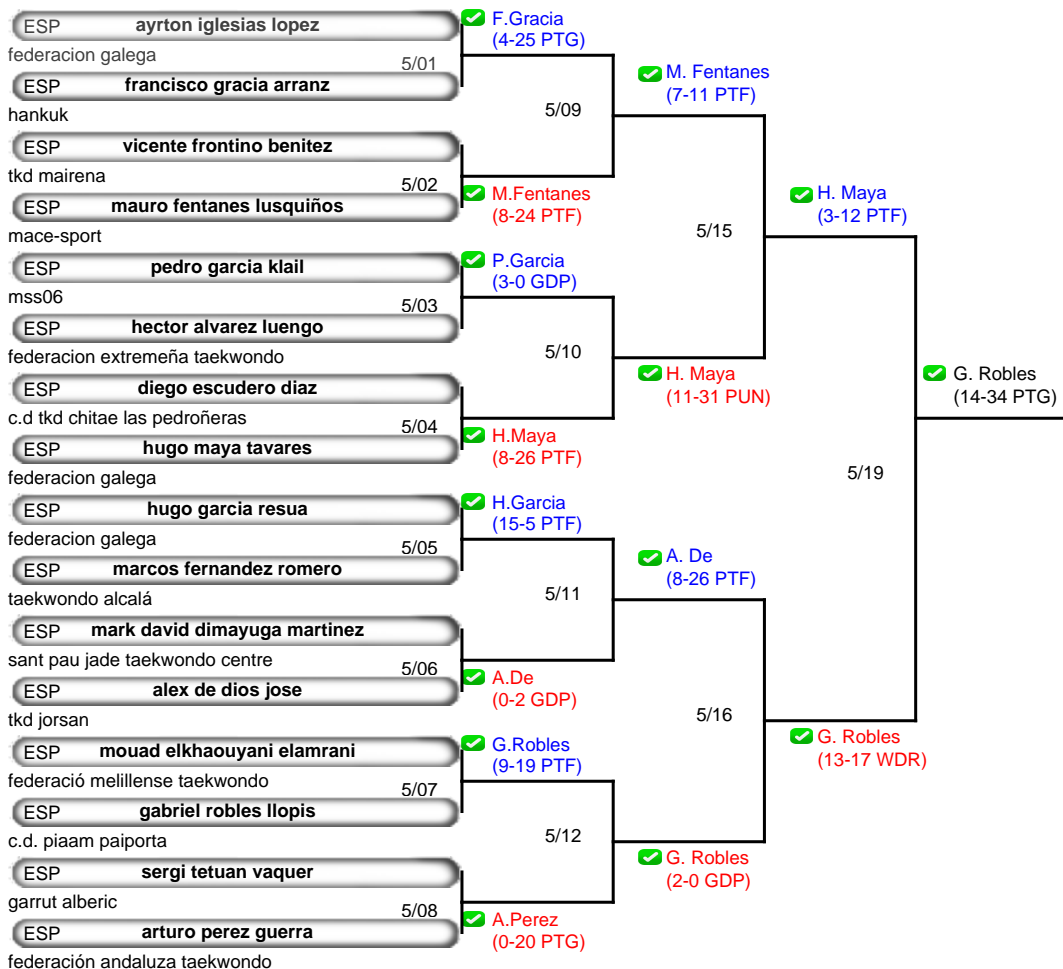 ESP ayrton iglesias lopez
federacion galega
5/01
ESP francisco gracia arranz
hankuk
ESP vicente frontino benitez
tkd mairena
5/02
ESP mauro fentanes lusquiños
mace-sport
ESP pedro garcia klail
mss06
5/03
ESP hector alvarez luengo
federacion extremeña taekwondo
ESP diego escudero diaz
c.d tkd chitae las pedroñeras
5/04
ESP hugo maya tavares
federacion galega
ESP hugo garcia resua
federacion galega
5/05
ESP marcos fernandez romero
taekwondo alcalá
ESP mark david dimayuga martinez
sant pau jade taekwondo centre
5/06
ESP alex de dios jose
tkd jorsan
ESP mouad elkhaouyani elamrani
federació melillense taekwondo
5/07
ESP gabriel robles llopis
c.d. piaam paiporta
ESP sergi tetuan vaquer
garrut alberic
5/08
ESP arturo perez guerra
federación andaluza taekwondo
F.Gracia
(4-25 PTG)
5/09
M.Fentanes
(8-24 PTF)
P.Garcia
(3-0 GDP)
5/10
H.Maya
(8-26 PTF)
H.Garcia
(15-5 PTF)
5/11
A.De
(0-2 GDP)
G.Robles
(9-19 PTF)
5/12
A.Perez
(0-20 PTG)
M. Fentanes
(7-11 PTF)
5/15
H. Maya
(11-31 PUN)
A. De
(8-26 PTF)
5/16
G. Robles
(2-0 GDP)
H. Maya
(3-12 PTF)
5/19
G. Robles
(13-17 WDR)
G. Robles
(14-34 PTG)